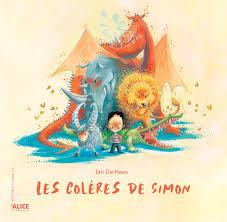 Ian De Haes
LES COLÈRES DE SIMON
ALICE